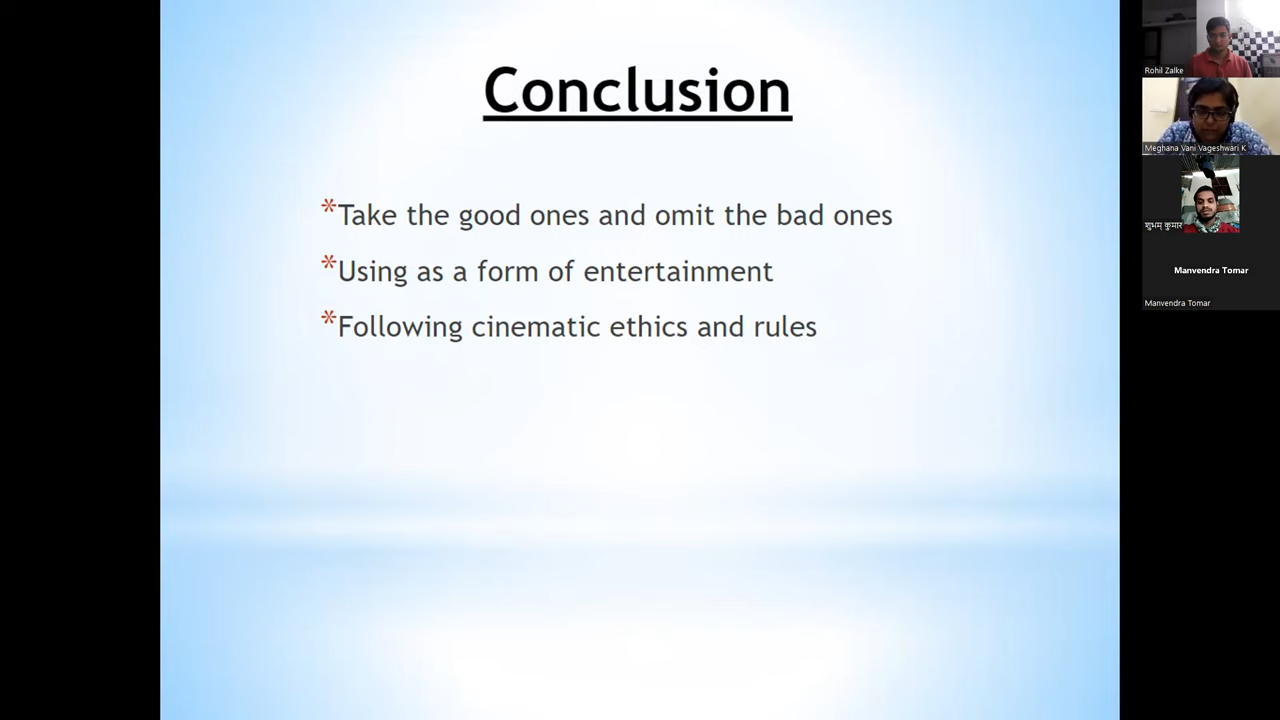 Conclusion
*Take the good ones and omit the bad ones
*Using as a form of entertainment
*Following cinematic ethics and rules
Rohil Zalke
Meghana Vani Vageshwari K
शुभम् कुमार
Manvendra Tomar
Manvendra Tomar